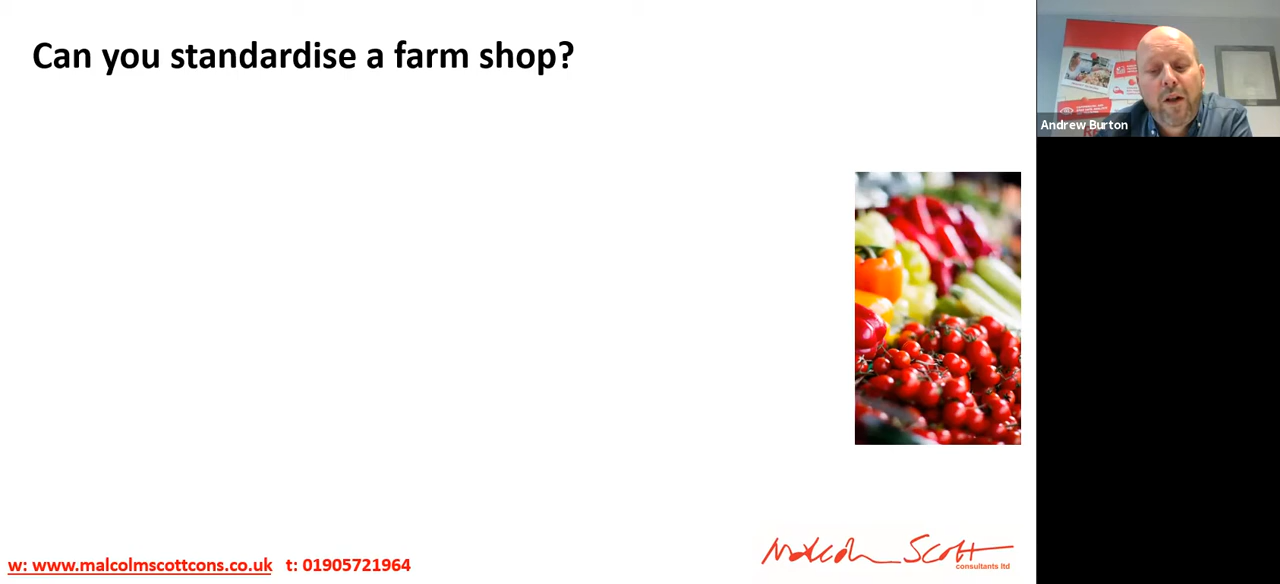 Can you standardise a farm shop?
Andrew Burton
Malcolm Scott
consultants ltd
w: www.malcolmscottcons.co.uk t: 01905721964